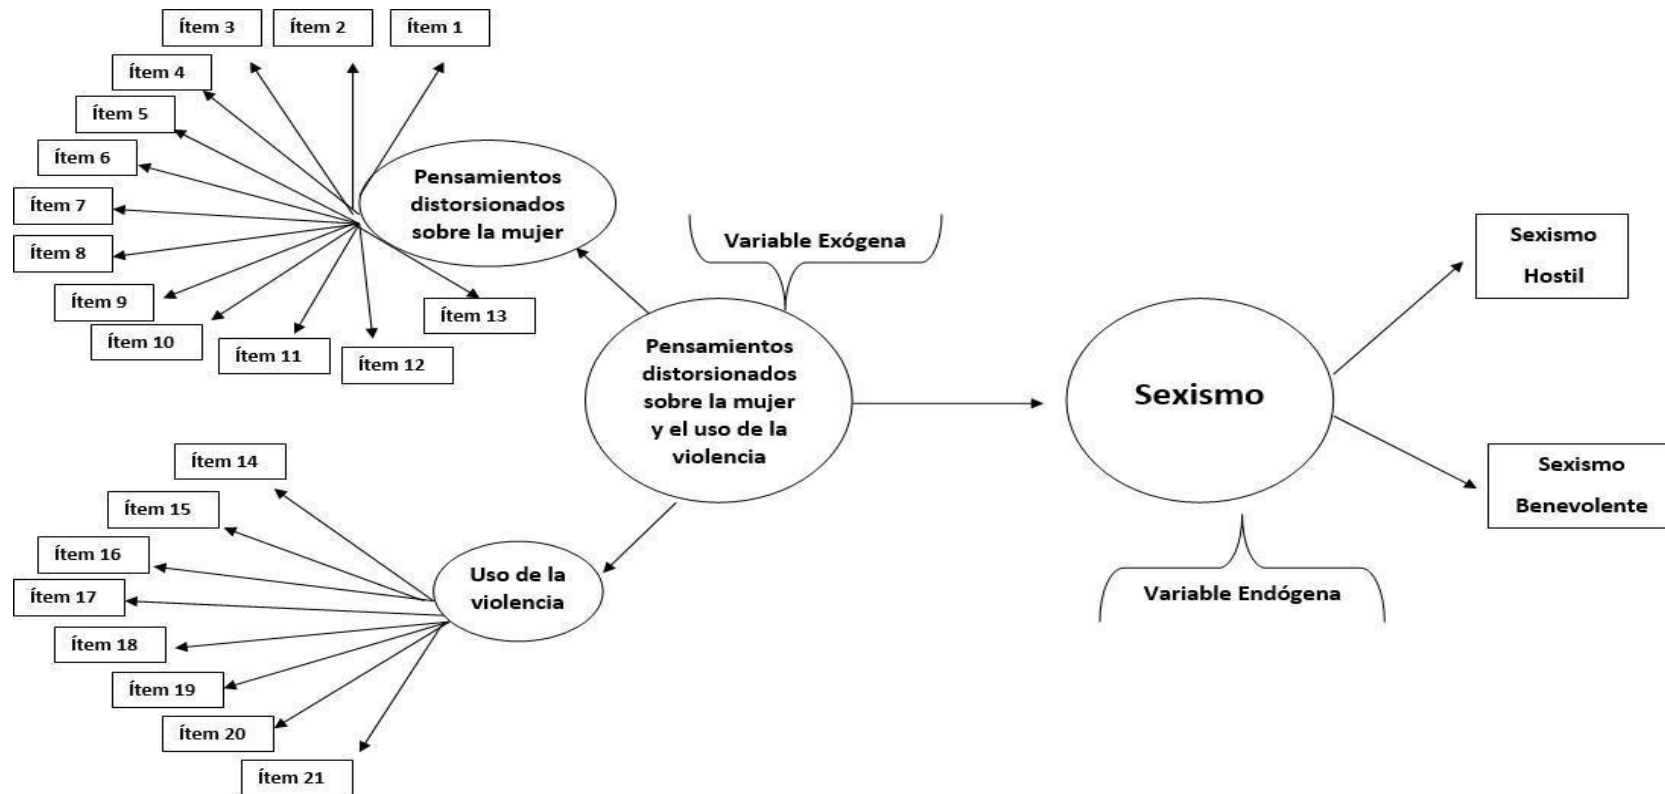 Ítem 3
Ítem 2
Ítem 1
Ítem 4
Ítem 5
Ítem 6
Ítem 7
Ítem 8
Ítem 9
Ítem 10
Ítem 11
Ítem 12
Ítem 13
Pensamientos
distorsionados
sobre la mujer
Variable Exógena
Pensamientos
distorsionados
sobre la mujer
y el uso de la
violencia
Sexismo
Sexismo
Hostil
Sexismo
Benevolente
Variable Endógena
Ítem 14
Ítem 15
Ítem 16
Ítem 17
Ítem 18
Ítem 19
Ítem 20
Ítem 21
Uso de la
violencia